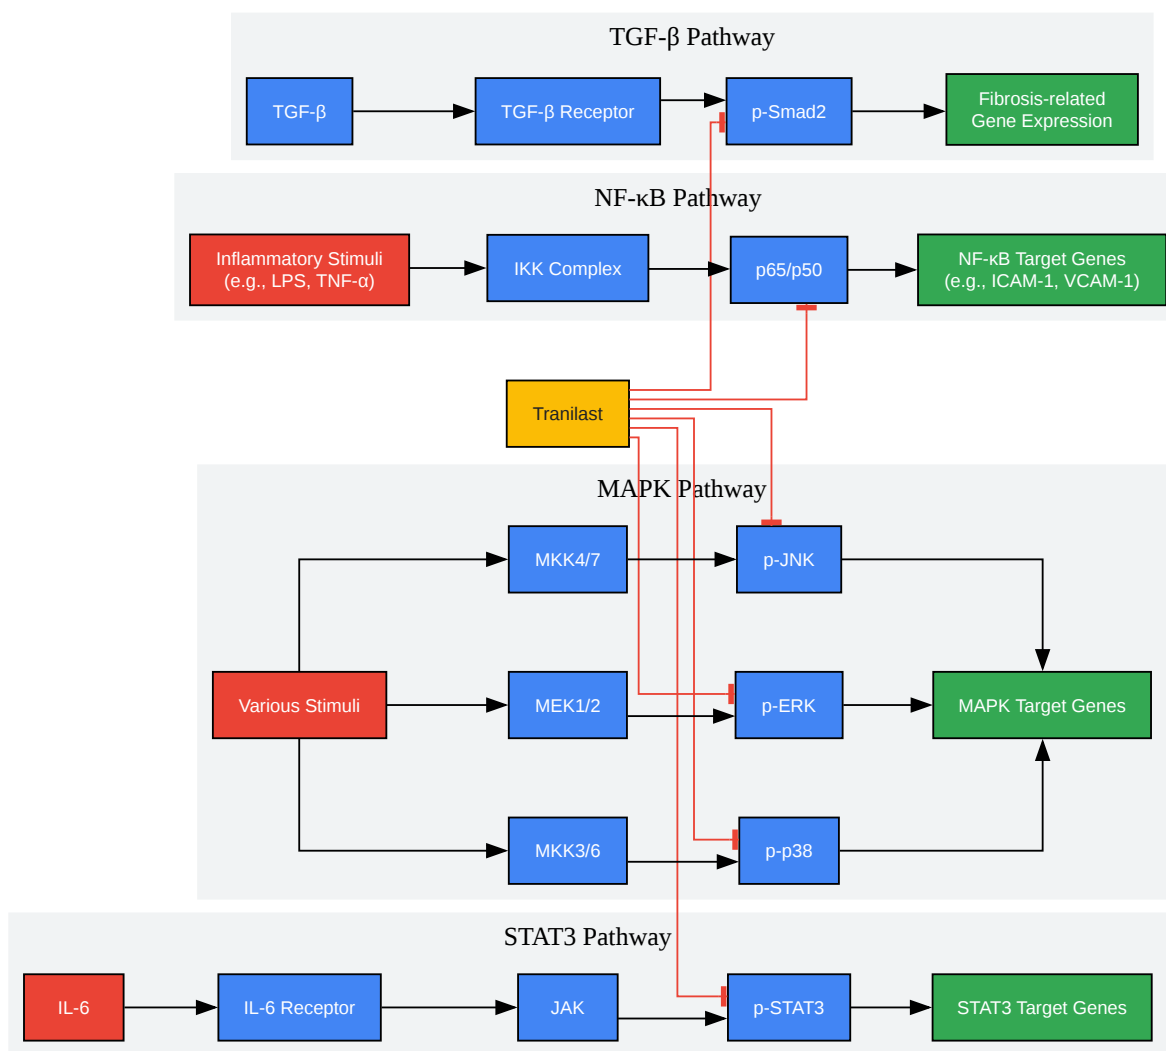 TGF-β Pathway
TGF-β
TGF-β Receptor
p-Smad2
Fibrosis-related
Gene Expression
NF-κB Pathway
Inflammatory Stimuli
(e.g., LPS, TNF-α)
IKK Complex
p65/p50
NF-κB Target Genes
(e.g., ICAM-1, VCAM-1)
Tranilast
MAPK Pathway
MKK4/7
p-JNK
Various Stimuli
MEK1/2
p-ERK
MAPK Target Genes
MKK3/6
p-p38
STAT3 Pathway
IL-6
IL-6 Receptor
JAK
p-STAT3
STAT3 Target Genes